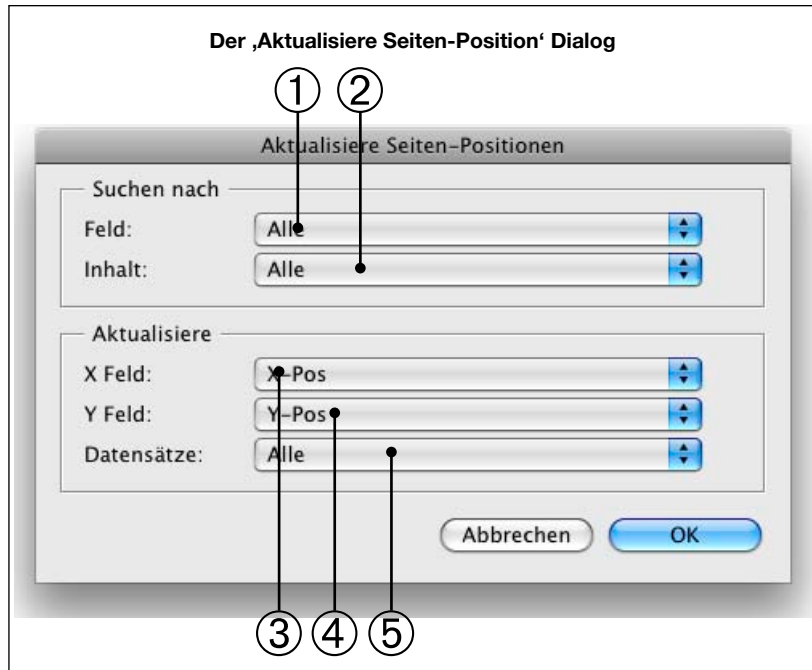 Der ‚Aktualisiere Seiten-Position‘ Dialog
① ②
Aktualisiere Seiten-Positionen
Suchen nach
Feld: Alle
Inhalt: Alle
Aktualisiere
X Feld: X-Pos
Y Feld: Y-Pos
Datensätze: Alle
Abbrechen OK
③ ④ ⑤